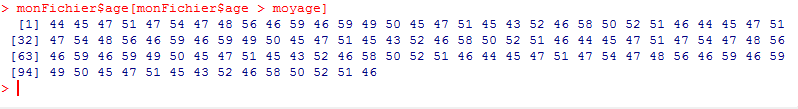 > monFichier$age[monFichier$age > moyage]
[1] 44 45 47 51 47 54 47 48 56 46 59 46 59 49 50 45 47 51 45 43 52 46 58 50 52 51 46 44 45 47 51
[32] 47 54 47 48 56 46 59 46 59 49 50 45 47 51 45 43 52 46 58 50 52 51 46 44 45 47 51 47 54 47 48 56
[63] 46 59 46 59 49 50 45 47 51 45 43 52 46 58 50 52 51 46 44 45 47 51 47 54 47 48 56 46 59 46 59
[94] 49 50 45 47 51 45 43 52 46 58 50 52 51 46
>